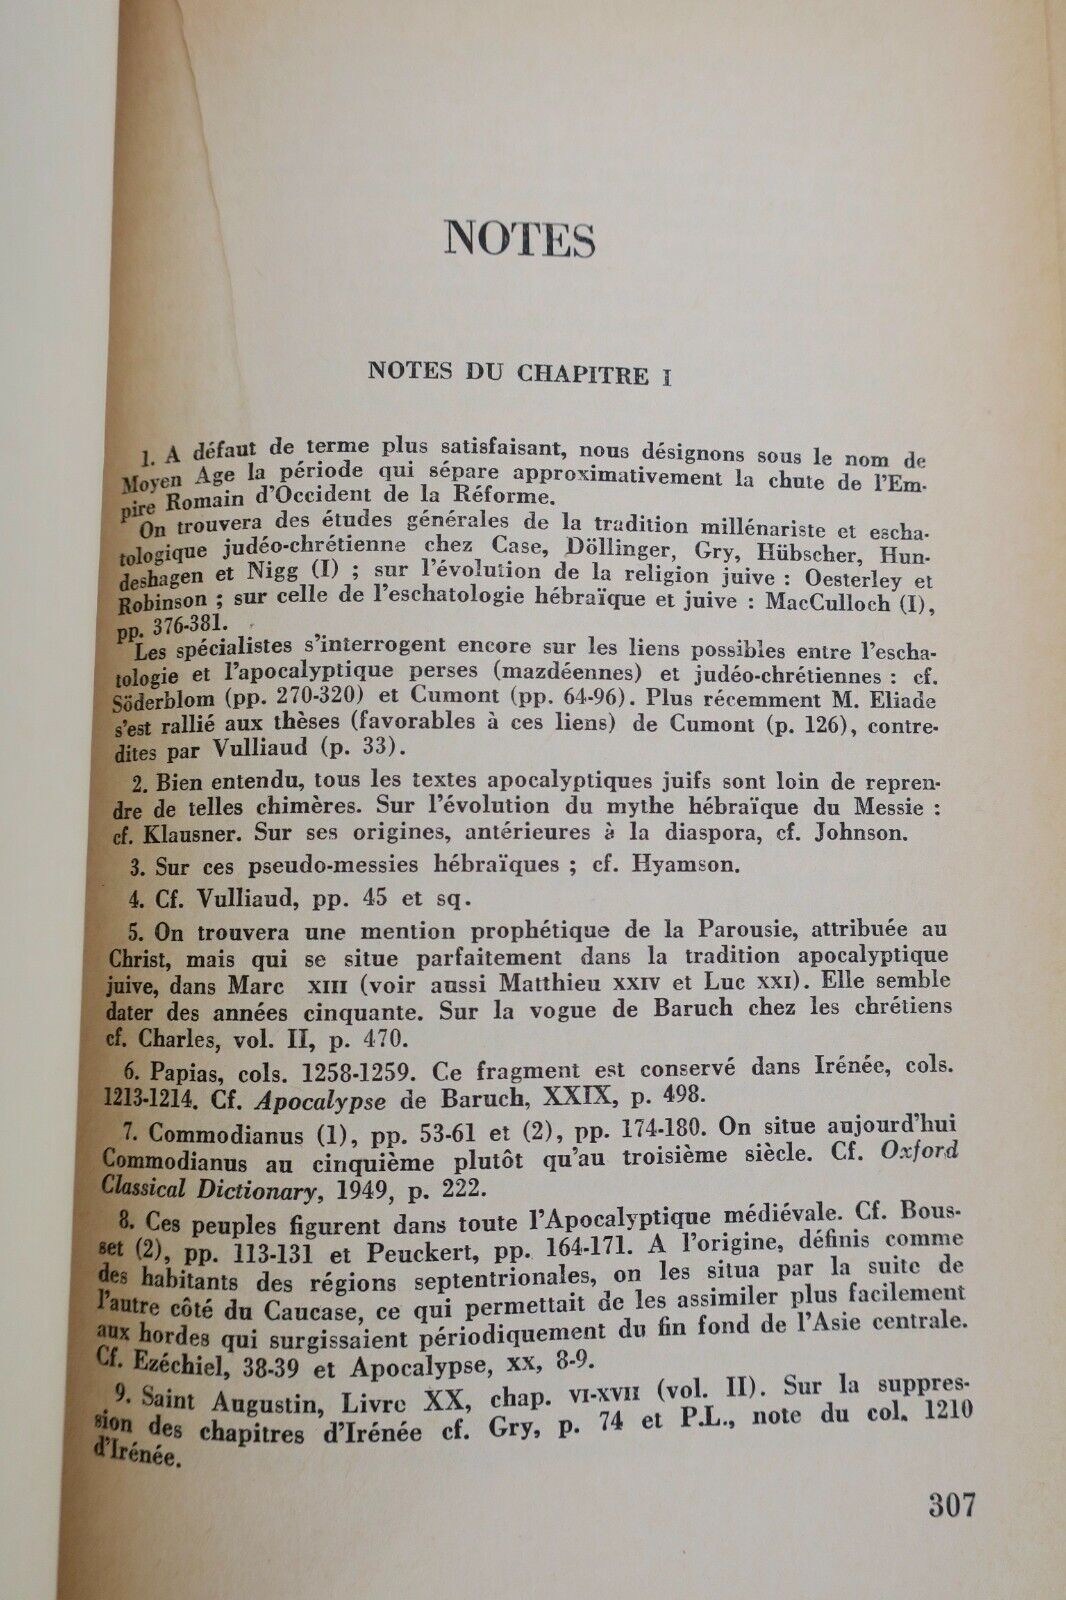 NOTES
NOTES DU CHAPITRE I
1. A défaut de terme plus satisfaisant, nous désignons sous le nom de
Moyen Age la période qui sépare approximativement la chute de l'Em-
pire Romain d'Occident de la Réforme.
On trouvera des études générales de la tradition millénariste et escha-
tologique judéo-chrétienne chez Case, Döllinger, Gry, Hübscher, Hun-
deshagen et Nigg (I) ; sur l'évolution de la religion juive : Oesterley et
Robinson ; sur celle de l'eschatologie hébraïque et juive : MacCulloch (I),
pp. 376-381.
Les spécialistes s'interrogent encore sur les liens possibles entre l'escha-
tologie et l'apocalyptique perses (mazdéennes) et judéo-chrétiennes : cf.
Söderblom (pp. 270-320) et Cumont (pp. 64-96). Plus récemment M. Eliade
s'est rallié aux thèses (favorables à ces liens) de Cumont (p. 126), contre-
dites par Vulliaud (p. 33).
2. Bien entendu, tous les textes apocalyptiques juifs sont loin de repren-
dre de telles chimères. Sur l'évolution du mythe hébraïque du Messie :
cf. Klausner. Sur ses origines, antérieures à la diaspora, cf. Johnson.
3. Sur ces pseudo-messies hébraïques ; cf. Hyamson.
4. Cf. Vulliaud, pp. 45 et sq.
5. On trouvera une mention prophétique de la Parousie, attribuée au
Christ, mais qui se situe parfaitement dans la tradition apocalyptique
juive, dans Marc XIII (voir aussi Matthieu XXIV et Luc XXI). Elle semble
dater des années cinquante. Sur la vogue de Baruch chez les chrétiens
cf. Charles, vol. II, p. 470.
6. Papias, cols. 1258-1259. Ce fragment est conservé dans Irénée, cols.
1213-1214. Cf. Apocalypse de Baruch, XXIX, p. 498.
7. Commodianus (1), pp. 53-61 et (2), pp. 174-180. On situe aujourd'hui
Commodianus au cinquième plutôt qu'au troisième siècle. Cf. Oxford
Classical Dictionary, 1949, p. 222.
8. Ces peuples figurent dans toute l'Apocalyptique médiévale. Cf. Bous-
set (2), pp. 113-131 et Peuckert, pp. 164-171. A l'origine, définis comme
des habitants des régions septentrionales, on les situa par la suite de
l'autre côté du Caucase, ce qui permettait de les assimiler plus facilement
aux hordes qui surgissaient périodiquement du fin fond de l'Asie centrale.
Cf. Ezéchiel, 38-39 et Apocalypse, XX, 8-9.
9. Saint Augustin, Livre XX, chap. VI-XVII (vol. II). Sur la suppres-
sion des chapitres d'Irénée cf. Gry, p. 74 et P.L., note du col. 1210
d'Irénée.
307